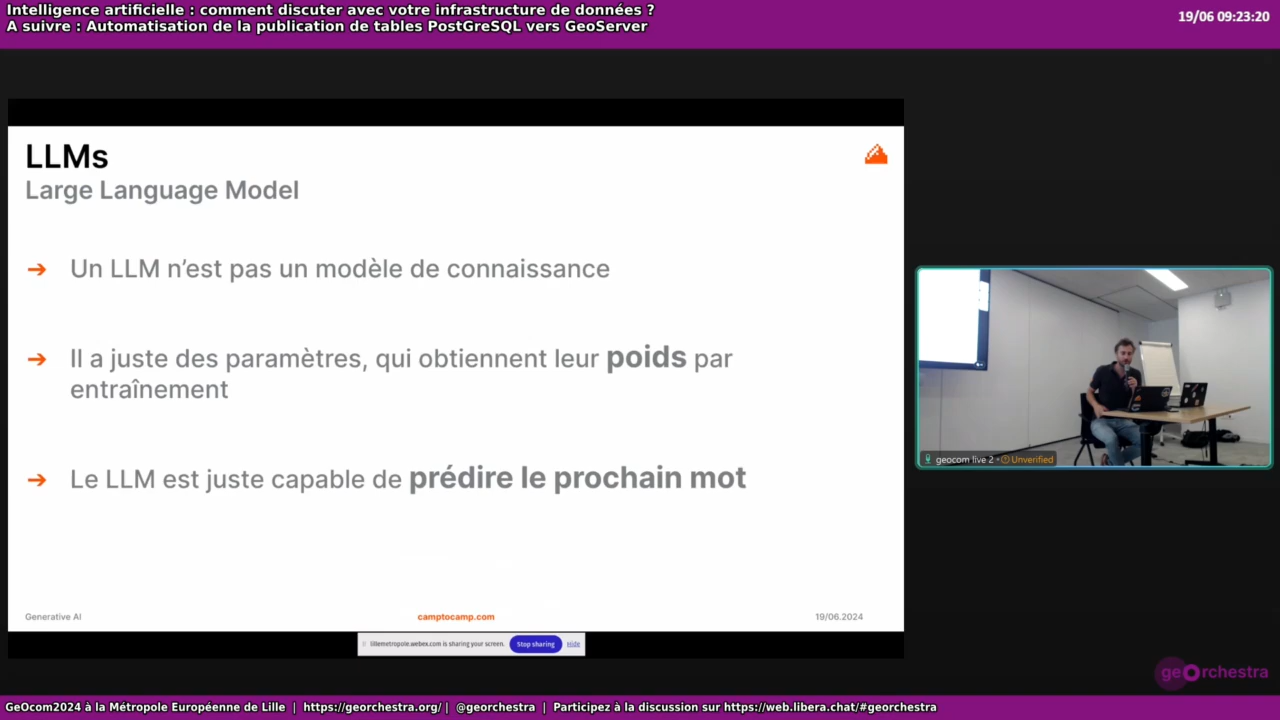 Intelligence artificielle : comment discuter avec votre infrastructure de données ?
A suivre : Automatisation de la publication de tables PostGreSQL vers GeoServer
19/06 09:23:20
LLMs
Large Language Model
➔ Un LLM n’est pas un modèle de connaissance
➔ Il a juste des paramètres, qui obtiennent leur poids par
entraînement
➔ Le LLM est juste capable de prédire le prochain mot
Generative AI
camptocamp.com
19/06.2024
lillemetropole.webex.com is sharing your screen.
Stop sharing
Hide
geocom live 2 • Unverified
geOrchestra
GeOcom2024 à la Métropole Européenne de Lille | https://georchestra.org/ | @georchestra | Participez à la discussion sur https://web.libera.chat/#georchestra